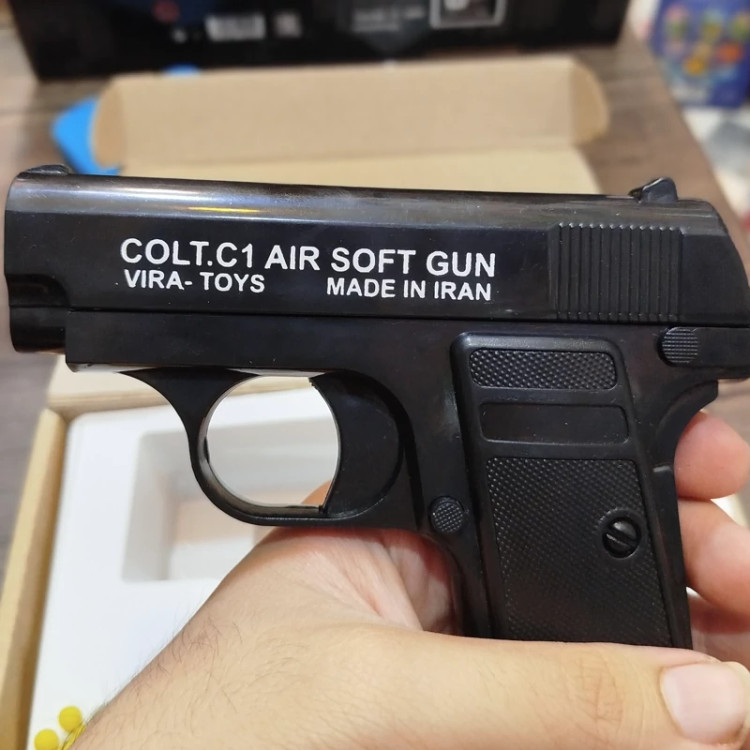 COLT.C1 AIR SOFT GUN
VIRA- TOYS MADE IN IRAN